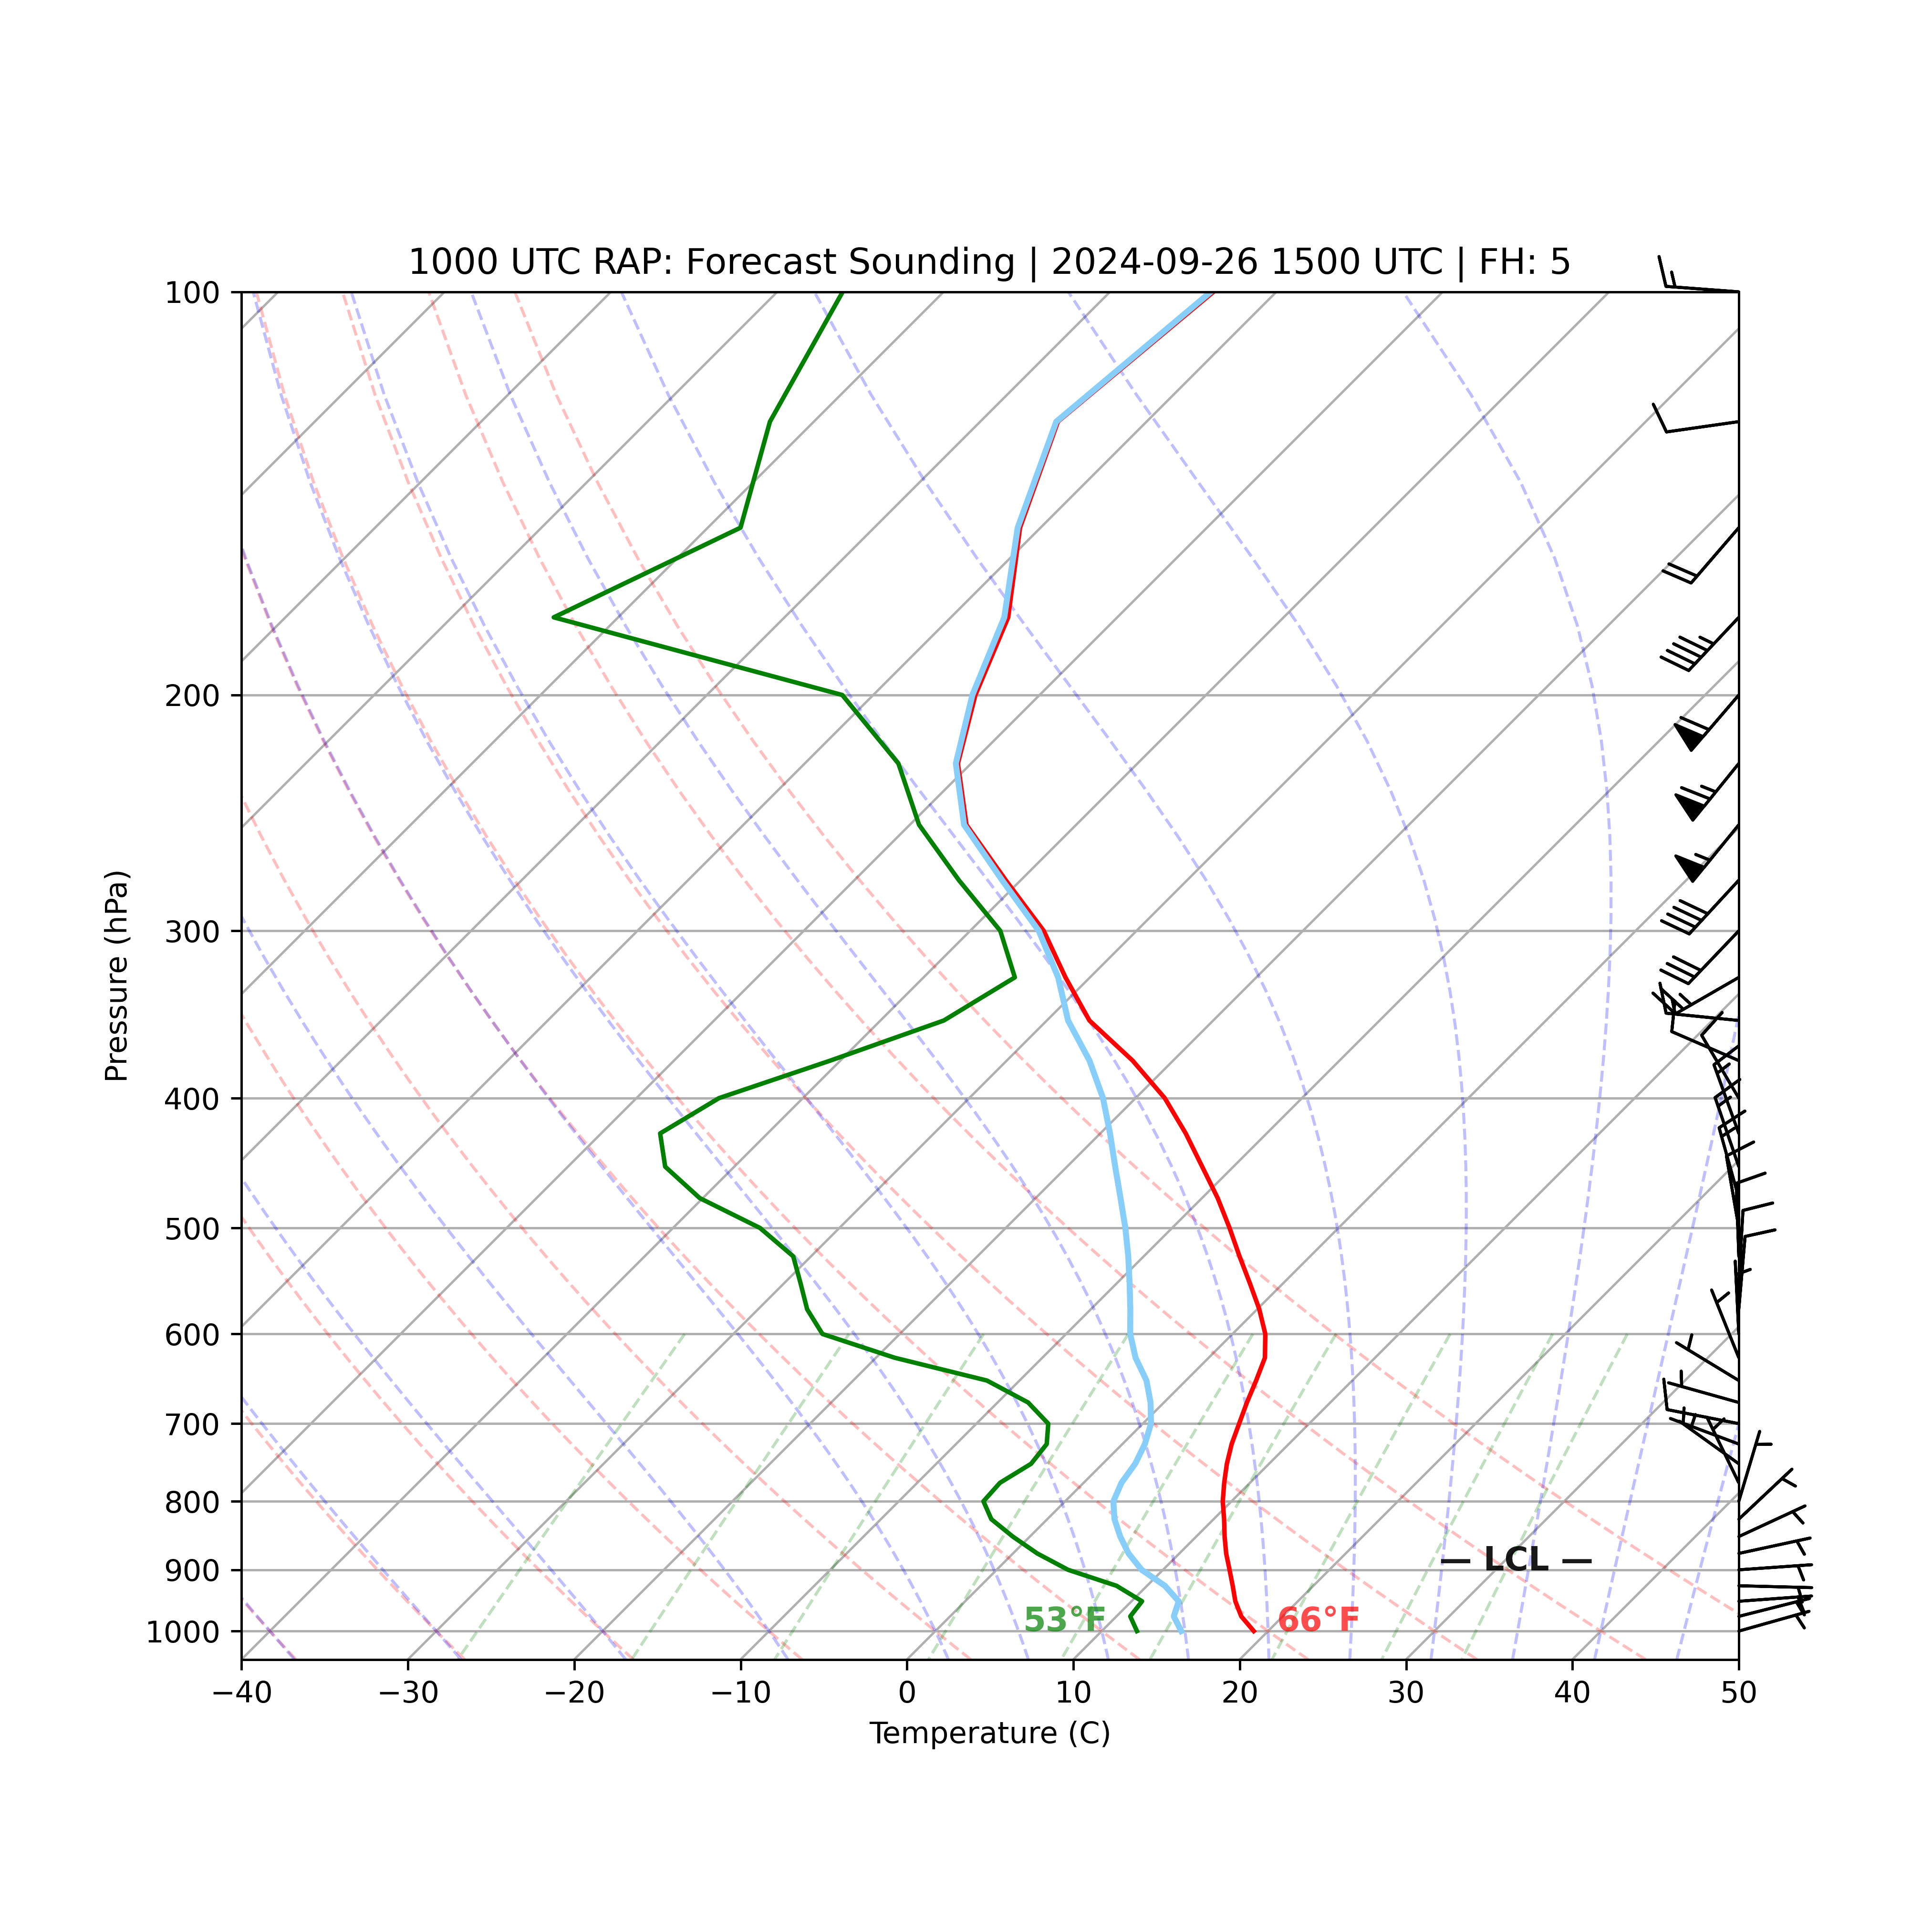 1000 UTC RAP: Forecast Sounding | 2024-09-26 1500 UTC | FH: 5
100
200
300
400
500
600
700
800
900
1000
Pressure (hPa)
— LCL —
53°F
66°F
−40 −30 −20 −10 0 10 20 30 40 50
Temperature (C)